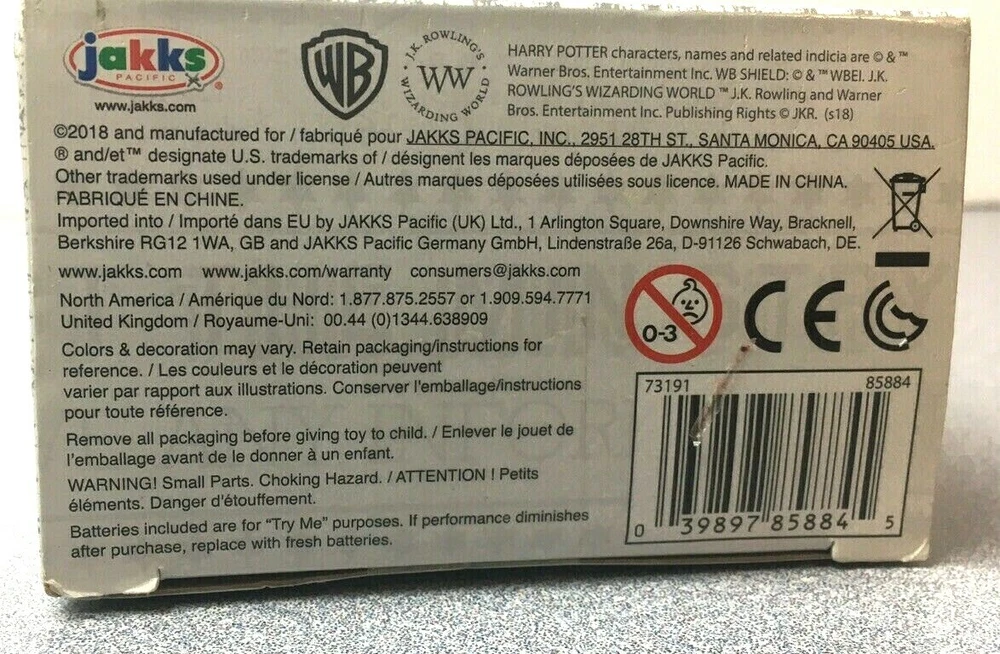 jakks
PACIFIC
®
www.jakks.com
WB
J.K. ROWLING'S
WW
WIZARDING WORLD
HARRY POTTER characters, names and related indicia are © & ™
Warner Bros. Entertainment Inc. WB SHIELD: © & ™ WBEI. J.K.
ROWLING'S WIZARDING WORLD ™ J.K. Rowling and Warner
Bros. Entertainment Inc. Publishing Rights © JKR. (s18)
©2018 and manufactured for / fabriqué pour JAKKS PACIFIC, INC., 2951 28TH ST., SANTA MONICA, CA 90405 USA.
® and/et™ designate U.S. trademarks of / désignent les marques déposées de JAKKS Pacific.
Other trademarks used under license / Autres marques déposées utilisées sous licence. MADE IN CHINA.
FABRIQUÉ EN CHINE.
Imported into / Importé dans EU by JAKKS Pacific (UK) Ltd., 1 Arlington Square, Downshire Way, Bracknell,
Berkshire RG12 1WA, GB and JAKKS Pacific Germany GmbH, Lindenstraße 26a, D-91126 Schwabach, DE.
www.jakks.com www.jakks.com/warranty consumers@jakks.com
North America / Amérique du Nord: 1.877.875.2557 or 1.909.594.7771
United Kingdom / Royaume-Uni: 00.44 (0)1344.638909
0-3
CE
Colors & decoration may vary. Retain packaging/instructions for
reference. / Les couleurs et le décoration peuvent
varier par rapport aux illustrations. Conserver l'emballage/instructions
pour toute référence.
Remove all packaging before giving toy to child. / Enlever le jouet de
l'emballage avant de le donner à un enfant.
WARNING! Small Parts. Choking Hazard. / ATTENTION ! Petits
éléments. Danger d'étouffement.
Batteries included are for “Try Me” purposes. If performance diminishes
after purchase, replace with fresh batteries.
73191 85884
0 39897 85884 5